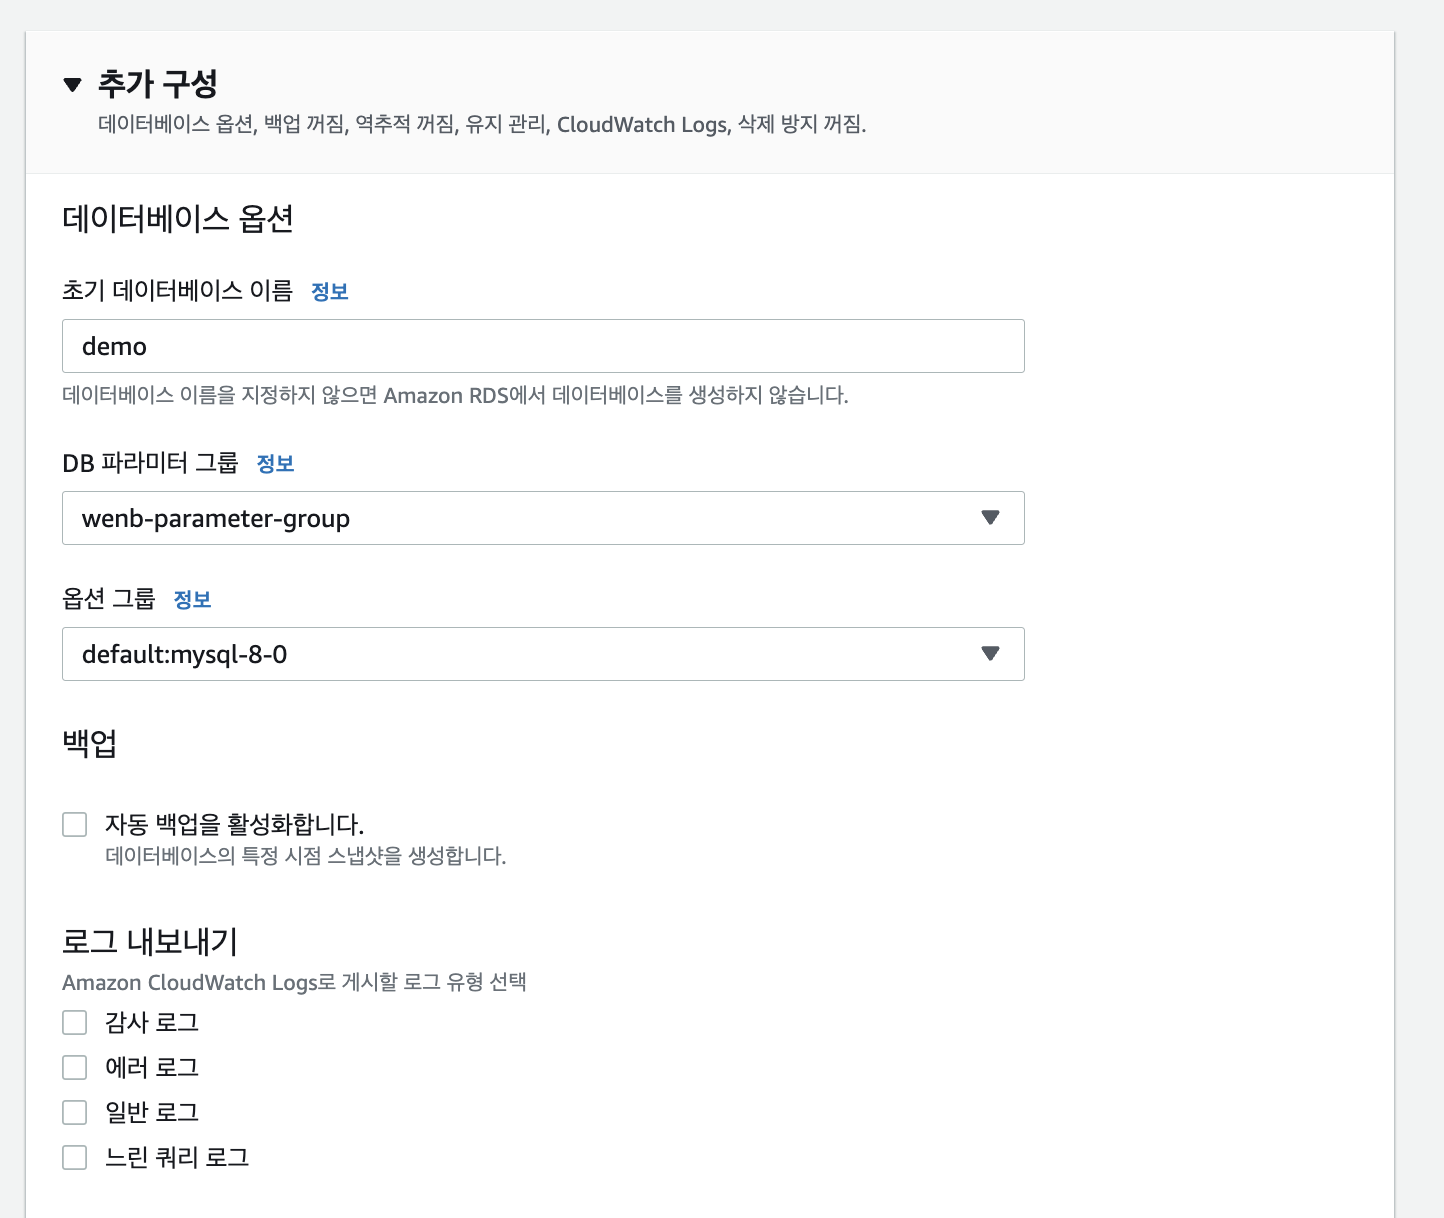 추가 구성
데이터베이스 옵션, 백업 꺼짐, 역추적 꺼짐, 유지 관리, CloudWatch Logs, 삭제 방지 꺼짐.
데이터베이스 옵션
초기 데이터베이스 이름 정보
demo
데이터베이스 이름을 지정하지 않으면 Amazon RDS에서 데이터베이스를 생성하지 않습니다.
DB 파라미터 그룹 정보
wenb-parameter-group
옵션 그룹 정보
default:mysql-8-0
백업
자동 백업을 활성화합니다.
데이터베이스의 특정 시점 스냅샷을 생성합니다.
로그 내보내기
Amazon CloudWatch Logs로 게시할 로그 유형 선택
감사 로그
에러 로그
일반 로그
느린 쿼리 로그